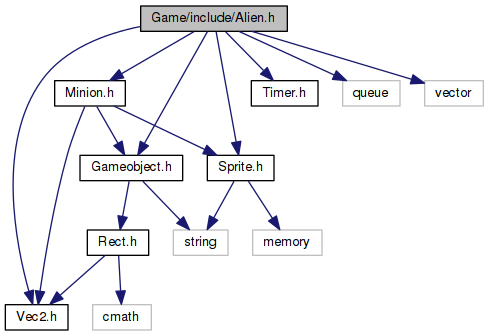 Game/include/Alien.h
Minion.h
Timer.h
queue
vector
Gameobject.h
Sprite.h
Rect.h
string
memory
Vec2.h
cmath